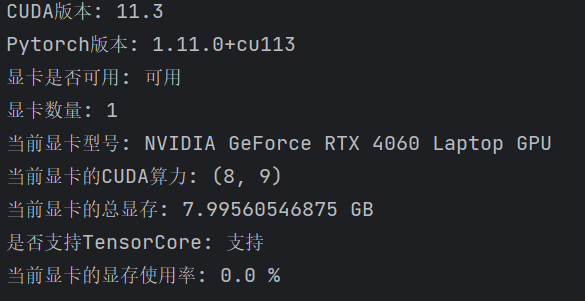 CUDA版本: 11.3
Pytorch版本: 1.11.0+cu113
显卡是否可用: 可用
显卡数量: 1
当前显卡型号: NVIDIA GeForce RTX 4060 Laptop GPU
当前显卡的CUDA算力: (8, 9)
当前显卡的总显存: 7.99560546875 GB
是否支持TensorCore: 支持
当前显卡的显存使用率: 0.0 %